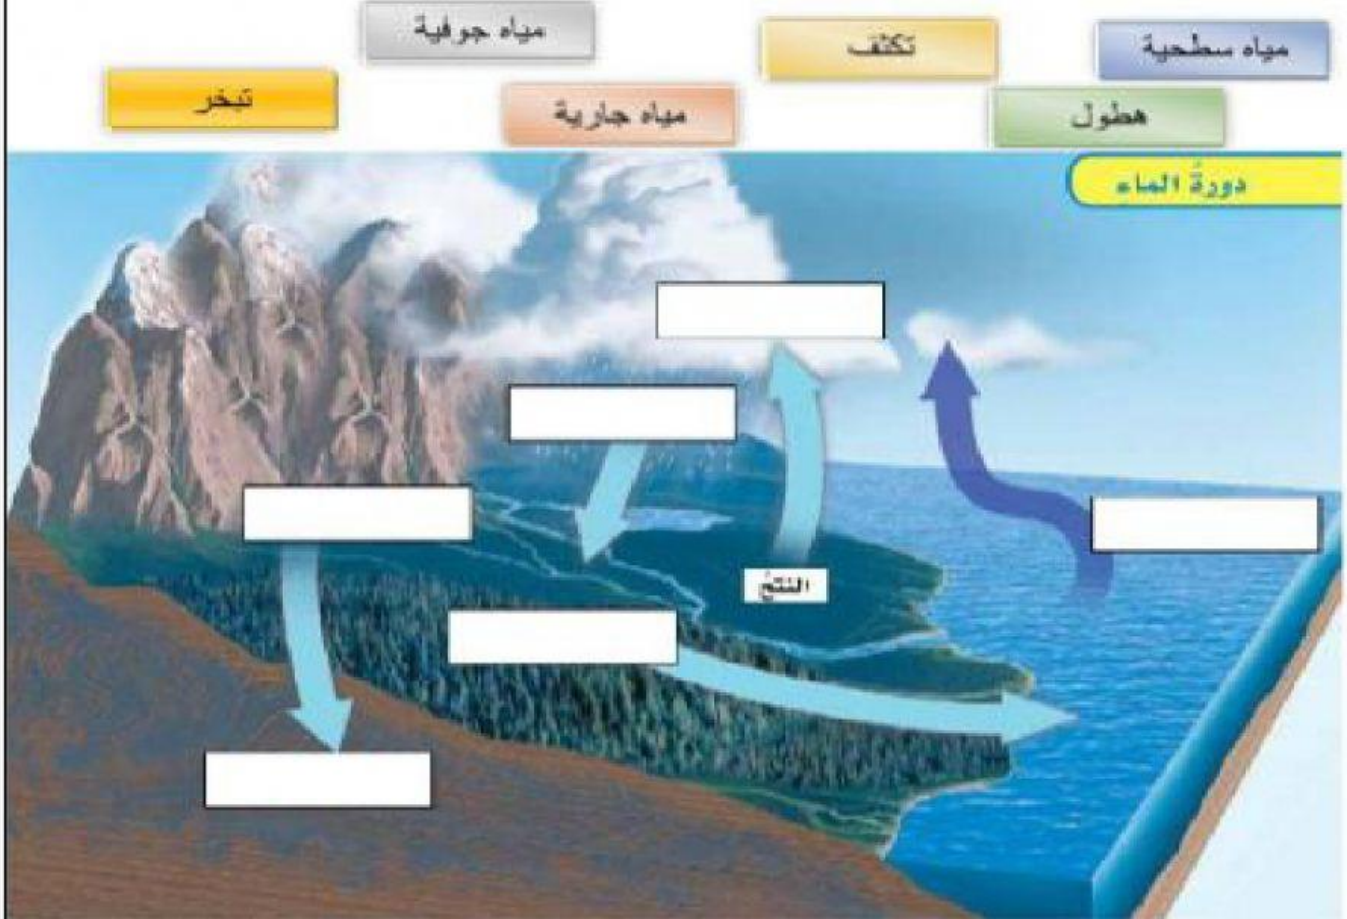 مياه سطحية
تكثف
مياه جوفية
هطول
مياه جارية
تبخر
دورة الماء
النتح